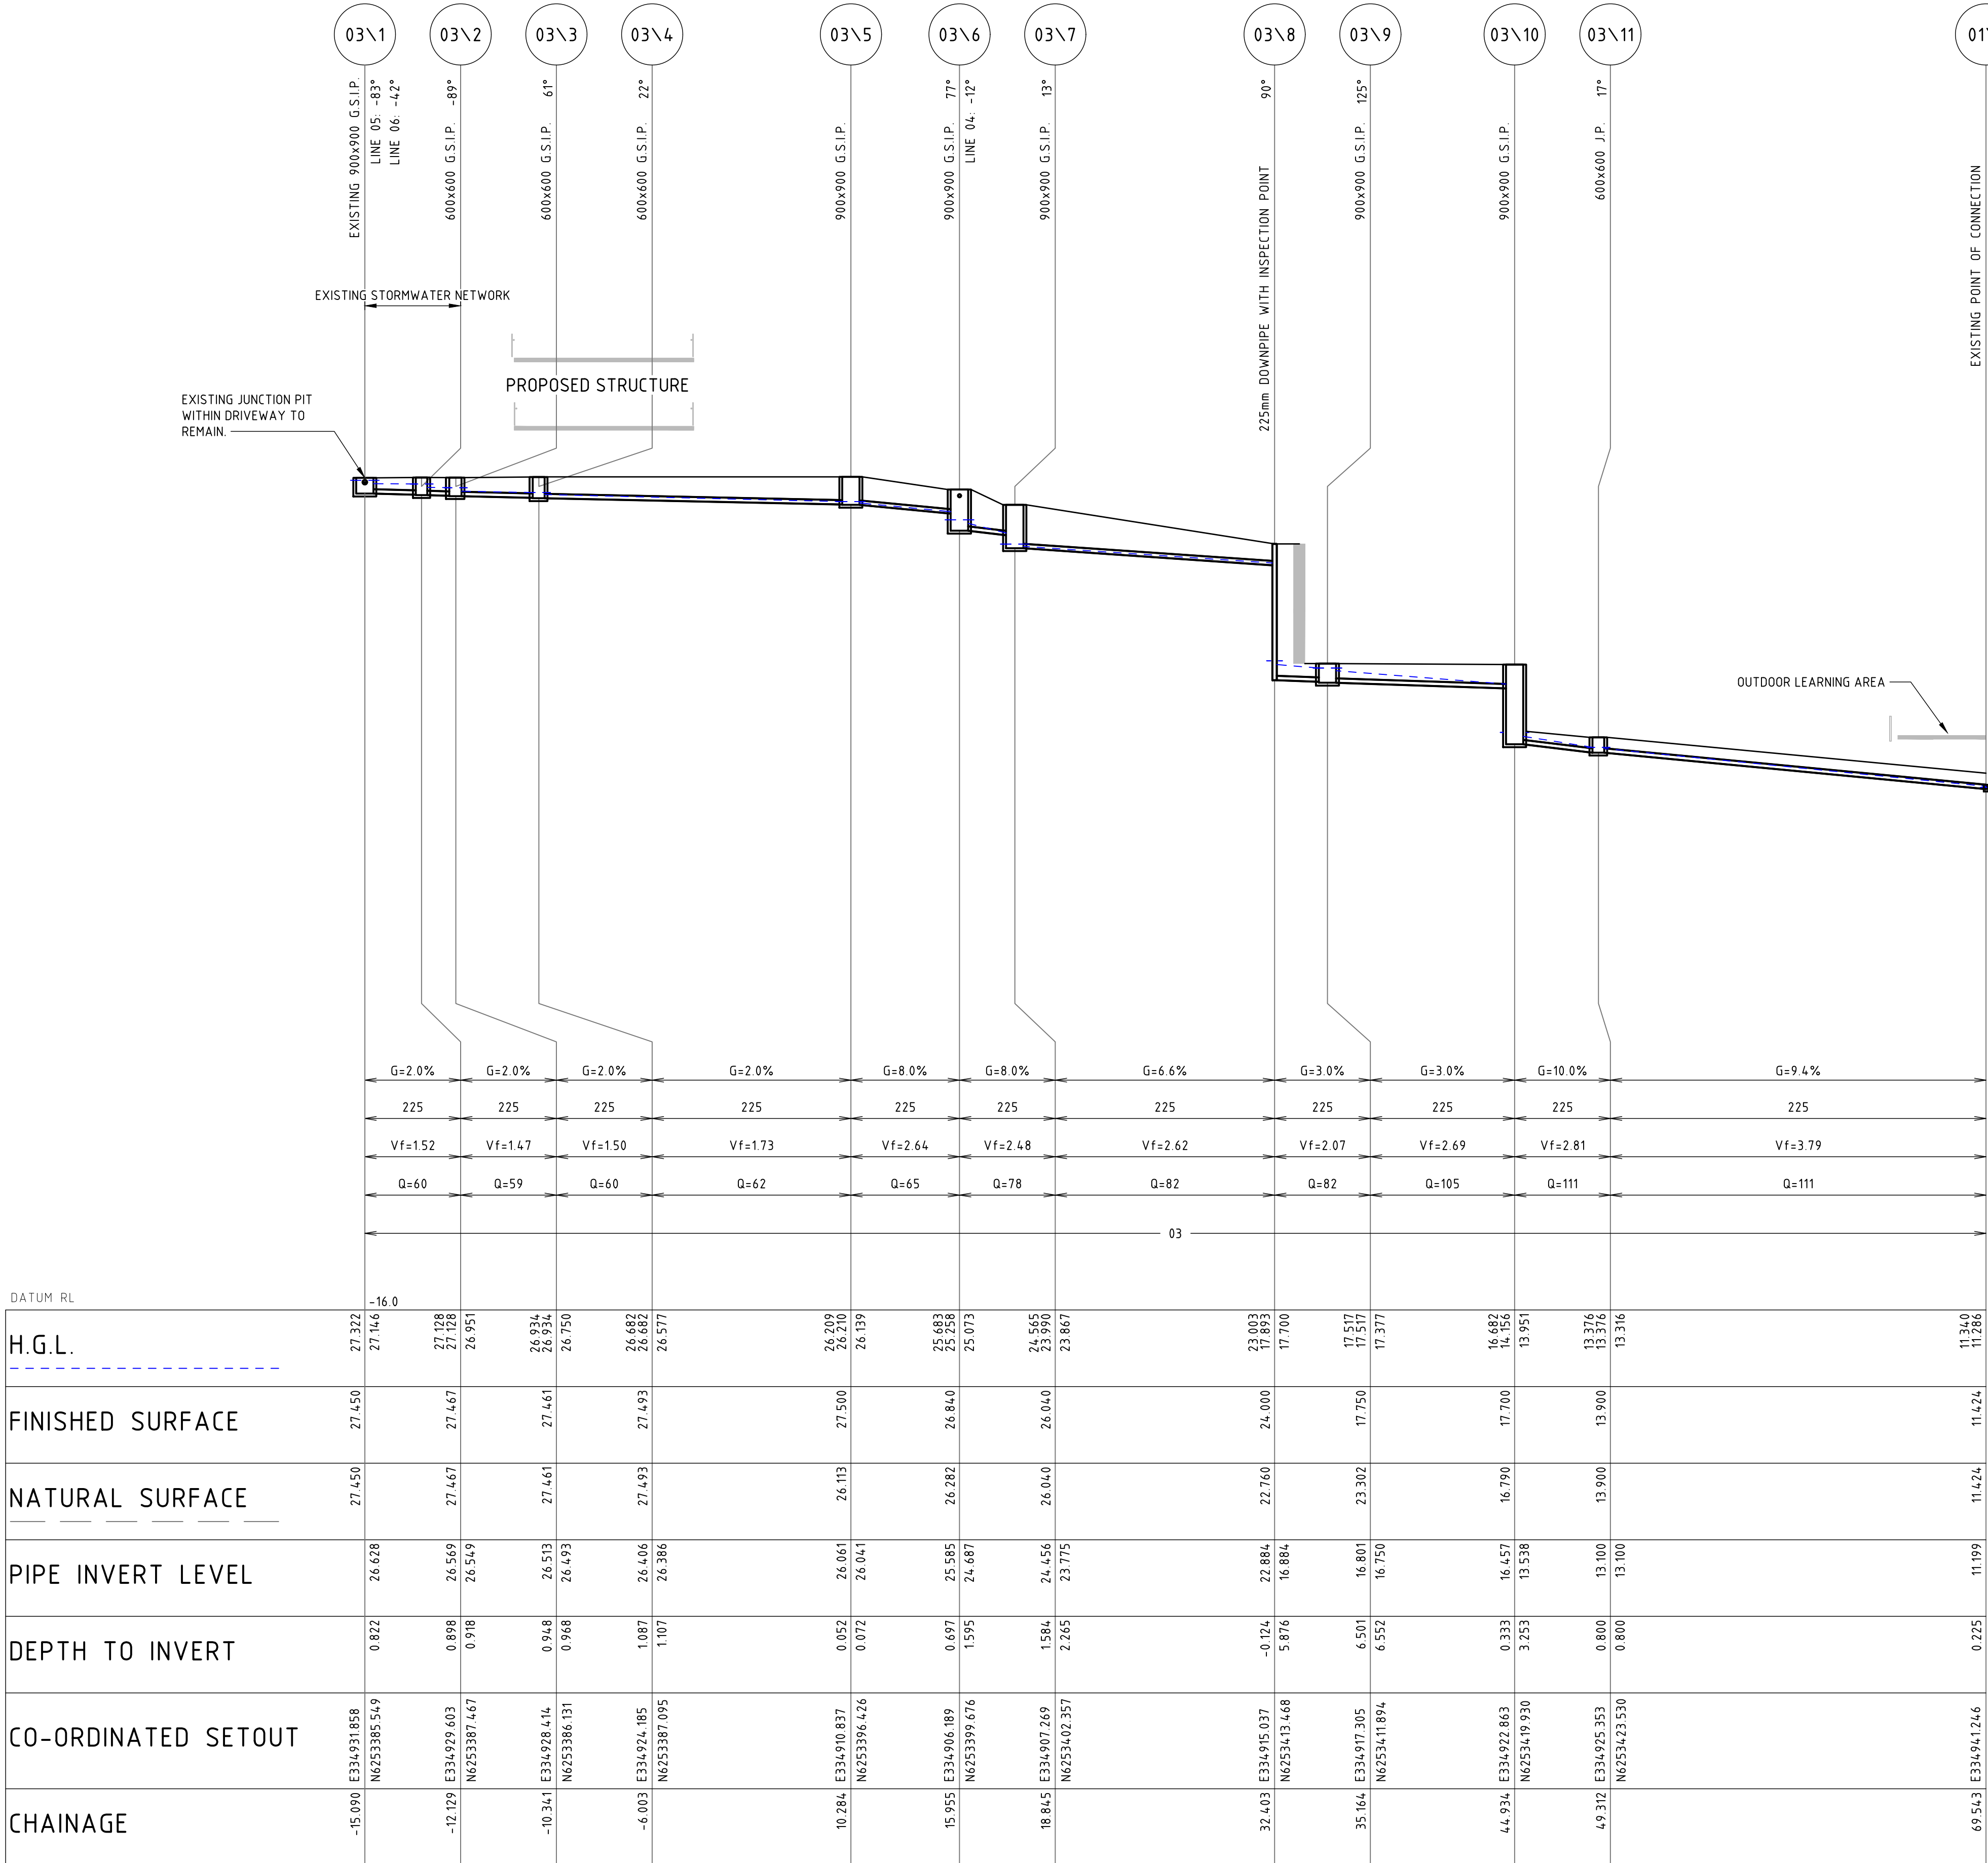 03\1 03\2 03\3 03\4 03\5 03\6 03\7 03\8 03\9 03\10 03\11 01\
EXISTING 900x900 G.S.I.P.
LINE 05: -83°
LINE 06: -42°
600x600 G.S.I.P. -89°
600x600 G.S.I.P. 61°
600x600 G.S.I.P. 22°
900x900 G.S.I.P.
900x900 G.S.I.P. 77°
LINE 04: -12°
900x900 G.S.I.P. 13°
225mm DOWNPIPE WITH INSPECTION POINT 90°
900x900 G.S.I.P. 125°
900x900 G.S.I.P.
600x600 J.P. 17°
EXISTING POINT OF CONNECTION
EXISTING STORMWATER NETWORK
PROPOSED STRUCTURE
EXISTING JUNCTION PIT
WITHIN DRIVEWAY TO
REMAIN.
OUTDOOR LEARNING AREA
G=2.0% G=2.0% G=2.0% G=2.0% G=8.0% G=8.0% G=6.6% G=3.0% G=3.0% G=10.0% G=9.4%
225 225 225 225 225 225 225 225 225 225 225
Vf=1.52 Vf=1.47 Vf=1.50 Vf=1.73 Vf=2.64 Vf=2.48 Vf=2.62 Vf=2.07 Vf=2.69 Vf=2.81 Vf=3.79
Q=60 Q=59 Q=60 Q=62 Q=65 Q=78 Q=82 Q=82 Q=105 Q=111 Q=111
03
DATUM RL -16.0
H.G.L. 27.322 27.146 27.128 27.128 26.951 26.934 26.934 26.750 26.682 26.682 26.577 26.209 26.210 26.139 25.683 25.258 25.073 24.565 23.990 23.867 23.003 17.893 17.700 17.517 17.517 17.377 16.682 14.156 13.951 13.376 13.376 13.316 11.340 11.286
FINISHED SURFACE 27.450 27.467 27.461 27.493 27.500 26.840 26.040 24.000 17.750 17.700 13.900 11.424
NATURAL SURFACE 27.450 27.467 27.461 27.493 26.113 26.282 26.040 22.760 23.302 16.790 13.900 11.424
PIPE INVERT LEVEL 26.628 26.569 26.549 26.513 26.493 26.406 26.386 26.061 26.041 25.585 24.687 24.456 23.775 22.884 16.884 16.801 16.750 16.457 13.538 13.100 13.100 11.199
DEPTH TO INVERT 0.822 0.898 0.918 0.948 0.968 1.087 1.107 0.052 0.072 0.697 1.595 1.584 2.265 -0.124 5.876 6.501 6.552 0.333 3.253 0.800 0.800 0.225
CO-ORDINATED SETOUT E334931.858 N6253385.549 E334929.603 N6253387.467 E334928.414 N6253386.131 E334924.185 N6253387.095 E334910.837 N6253396.426 E334906.189 N6253399.676 E334907.269 N6253402.357 E334915.037 N6253413.468 E334917.305 N6253411.894 E334922.863 N6253419.930 E334925.353 N6253423.530 E334941.246
CHAINAGE -15.090 -12.129 -10.341 -6.003 10.284 15.955 18.845 32.403 35.164 44.934 49.312 69.543